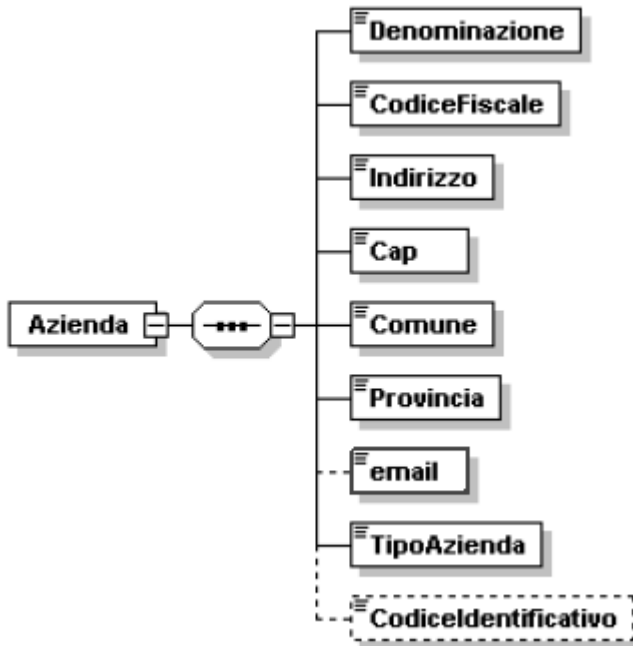 Denominazione
CodiceFiscale
Indirizzo
Cap
Azienda
Comune
Provincia
email
TipoAzienda
CodiceIdentificativo